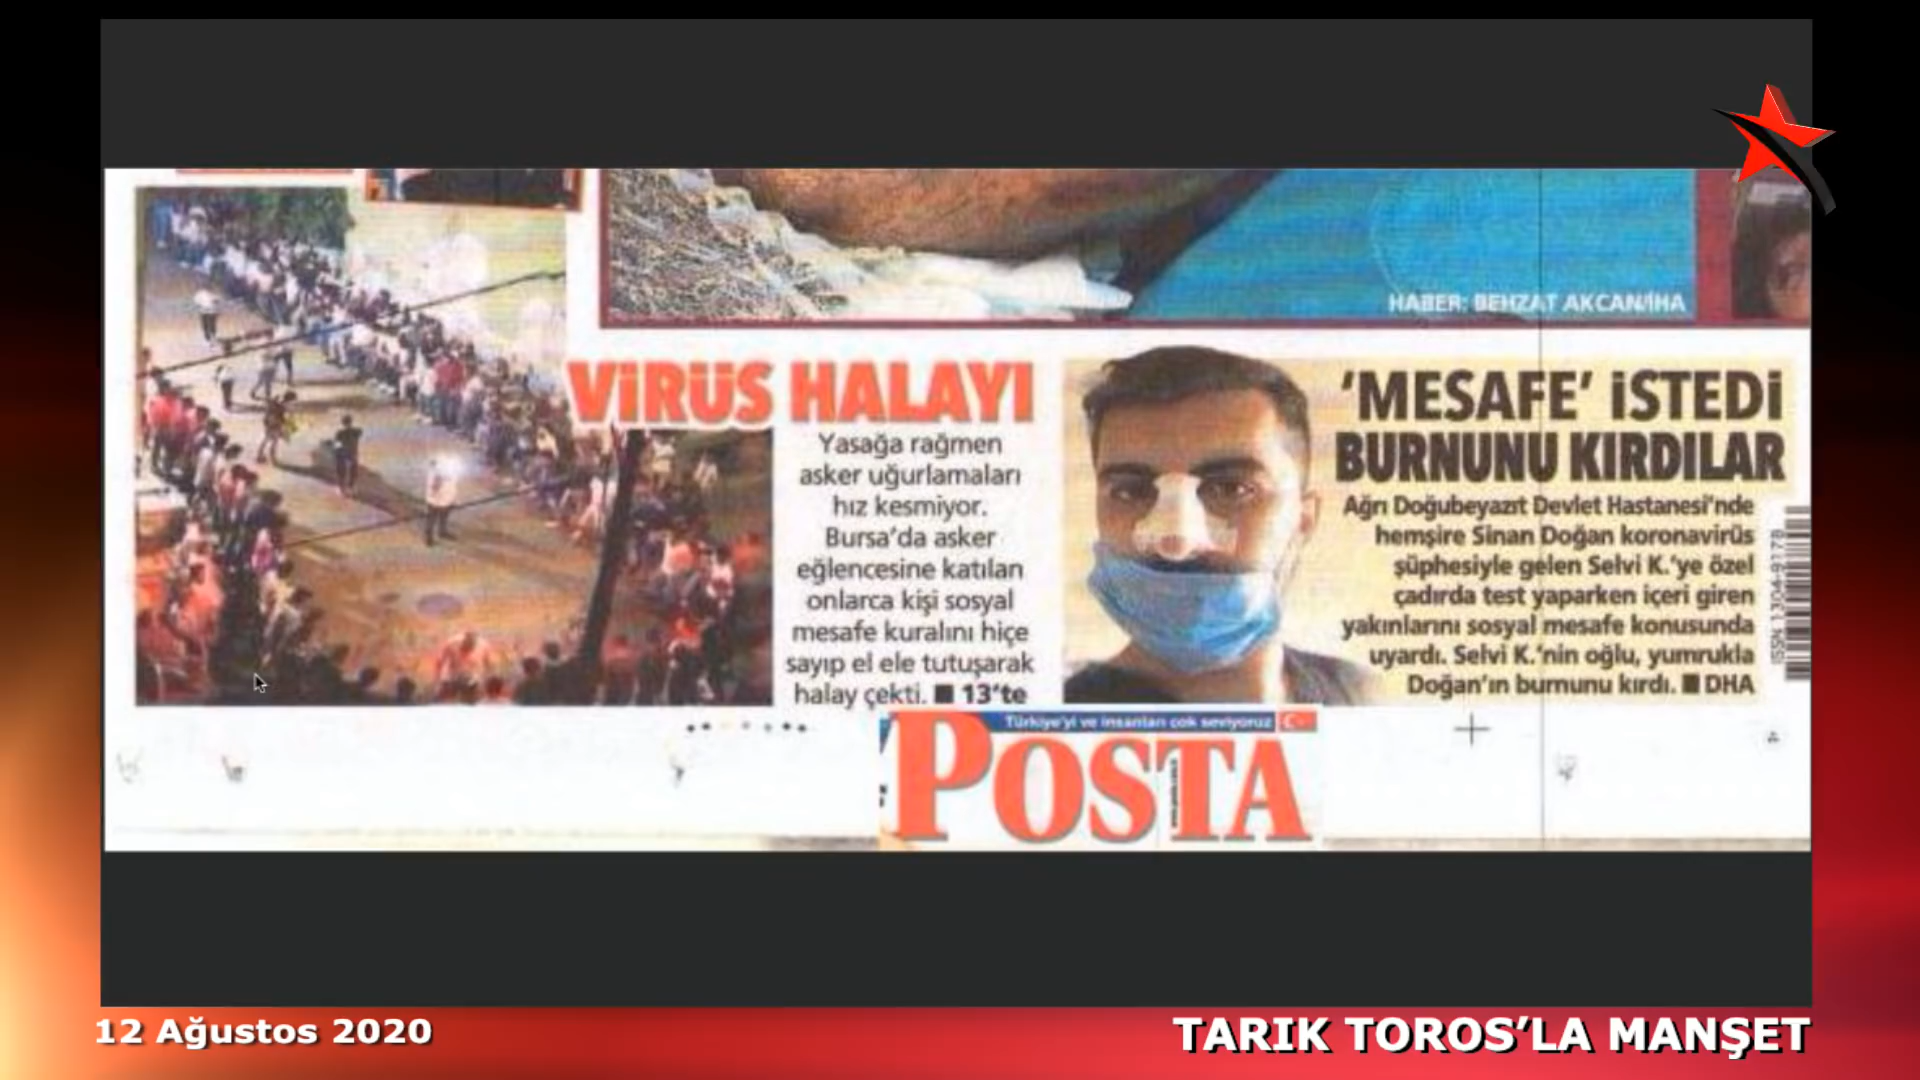 HABER: BEHZAT AKCAN/İHA
VİRÜS HALAYI
Yasağa rağmen
asker uğurlamaları
hız kesmiyor.
Bursa'da asker
eğlencesine katılan
onlarca kişi sosyal
mesafe kuralını hiçe
sayıp el ele tutuşarak
halay çekti. ■ 13'te
'MESAFE' İSTEDİ
BURNUNU KIRDILAR
Ağrı Doğubeyazıt Devlet Hastanesi'nde
hemşire Sinan Doğan koronavirüs
şüphesiyle gelen Selvi K.'ye özel
çadırda test yaparken içeri giren
yakınlarını sosyal mesafe konusunda
uyardı. Selvi K.'nin oğlu, yumrukla
Doğan'ın burnunu kırdı. ■ DHA
ISSN 1304-9178
Türkiye'yi ve insanları çok seviyoruz
POSTA
12 Ağustos 2020
TARIK TOROS'LA MANŞET